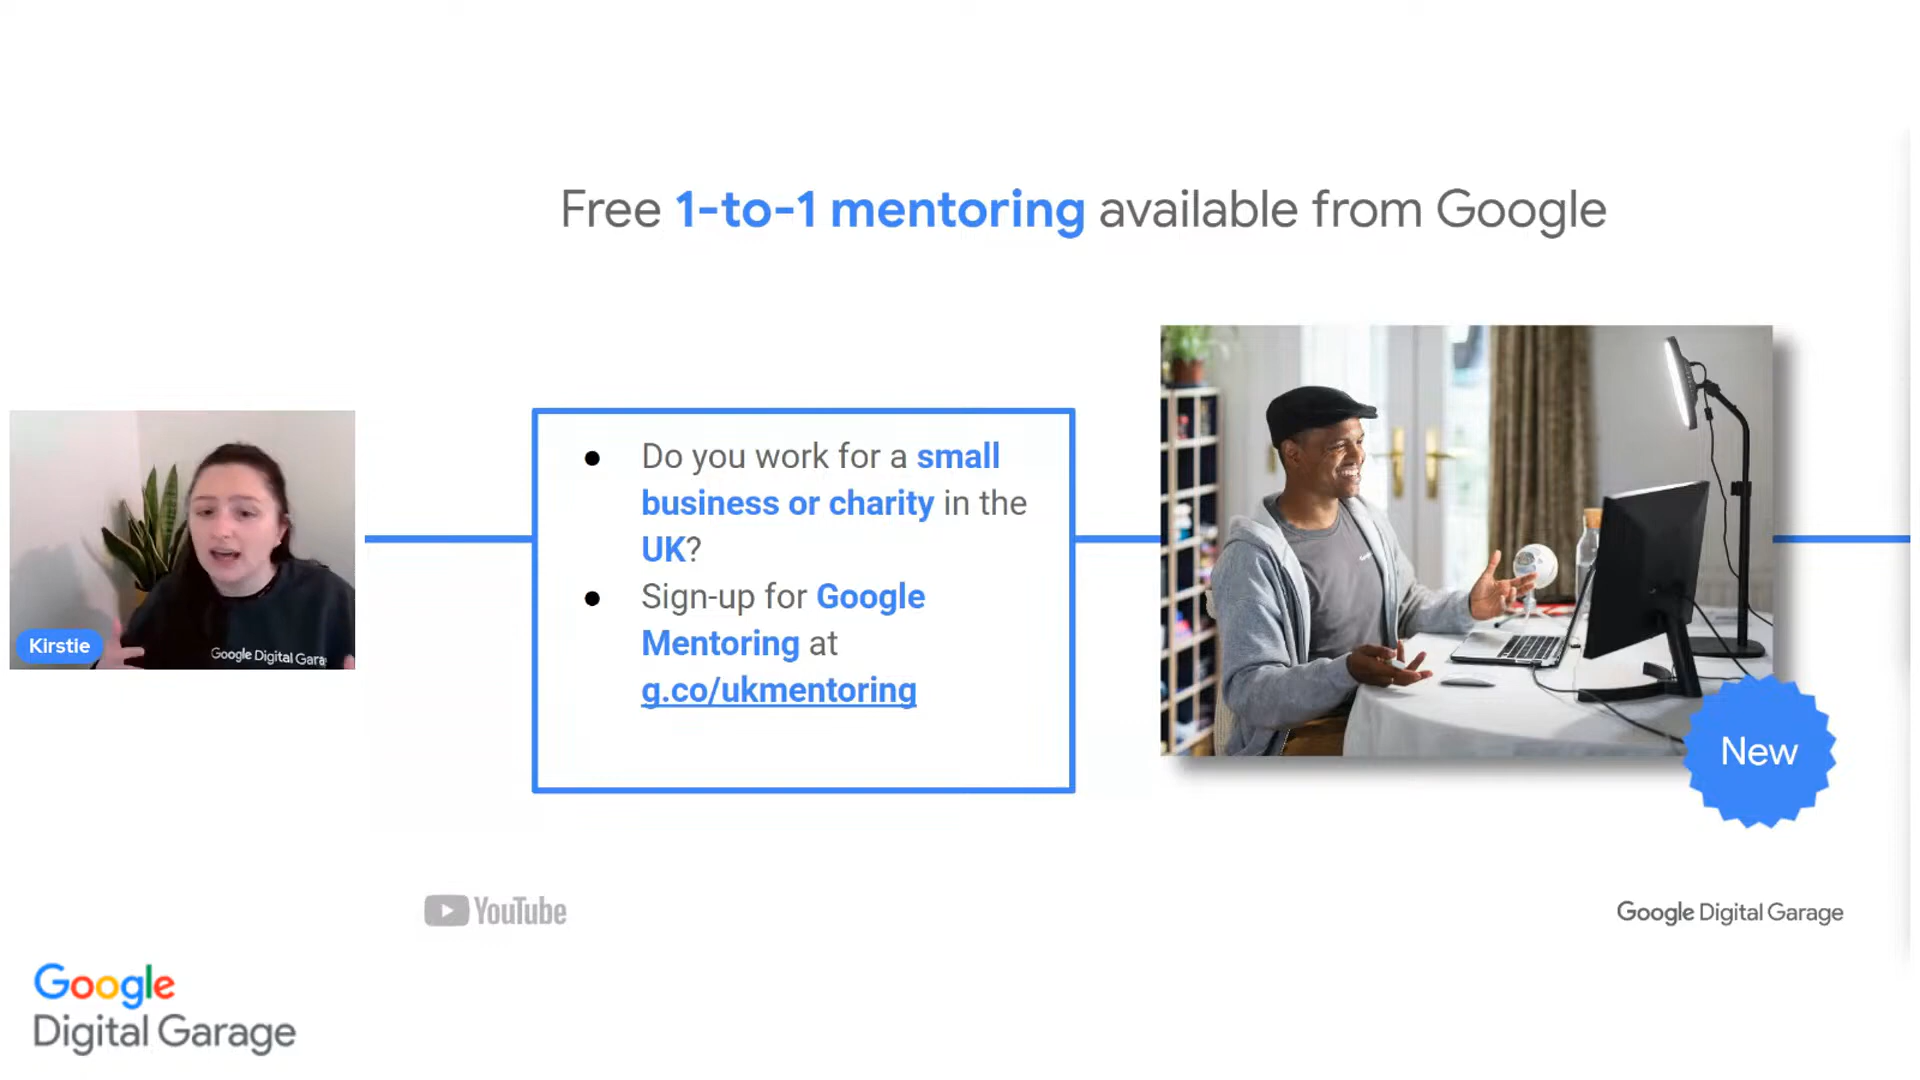 Free 1-to-1 mentoring available from Google
Do you work for a small
business or charity in the
UK?
Sign-up for Google
Mentoring at
g.co/ukmentoring
Kirstie
Google Digital Gara
New
YouTube
Google Digital Garage
Google
Digital Garage